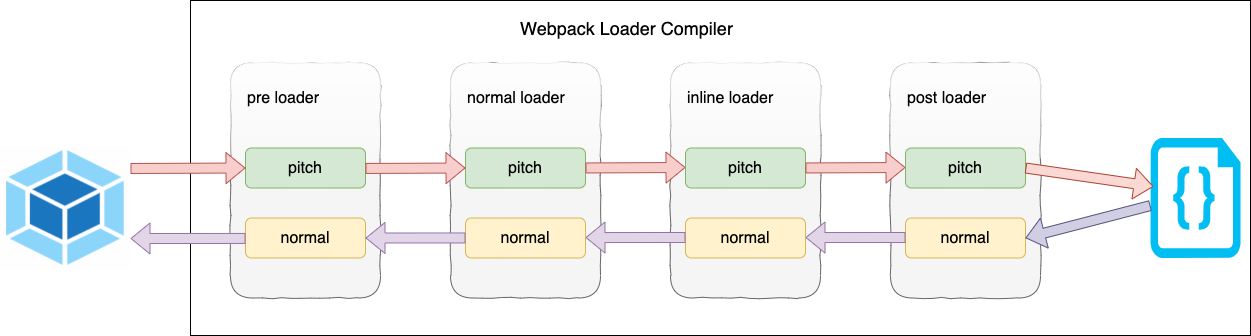 Webpack Loader Compiler
pre loader
normal loader
inline loader
post loader
pitch
pitch
pitch
pitch
{}
normal
normal
normal
normal